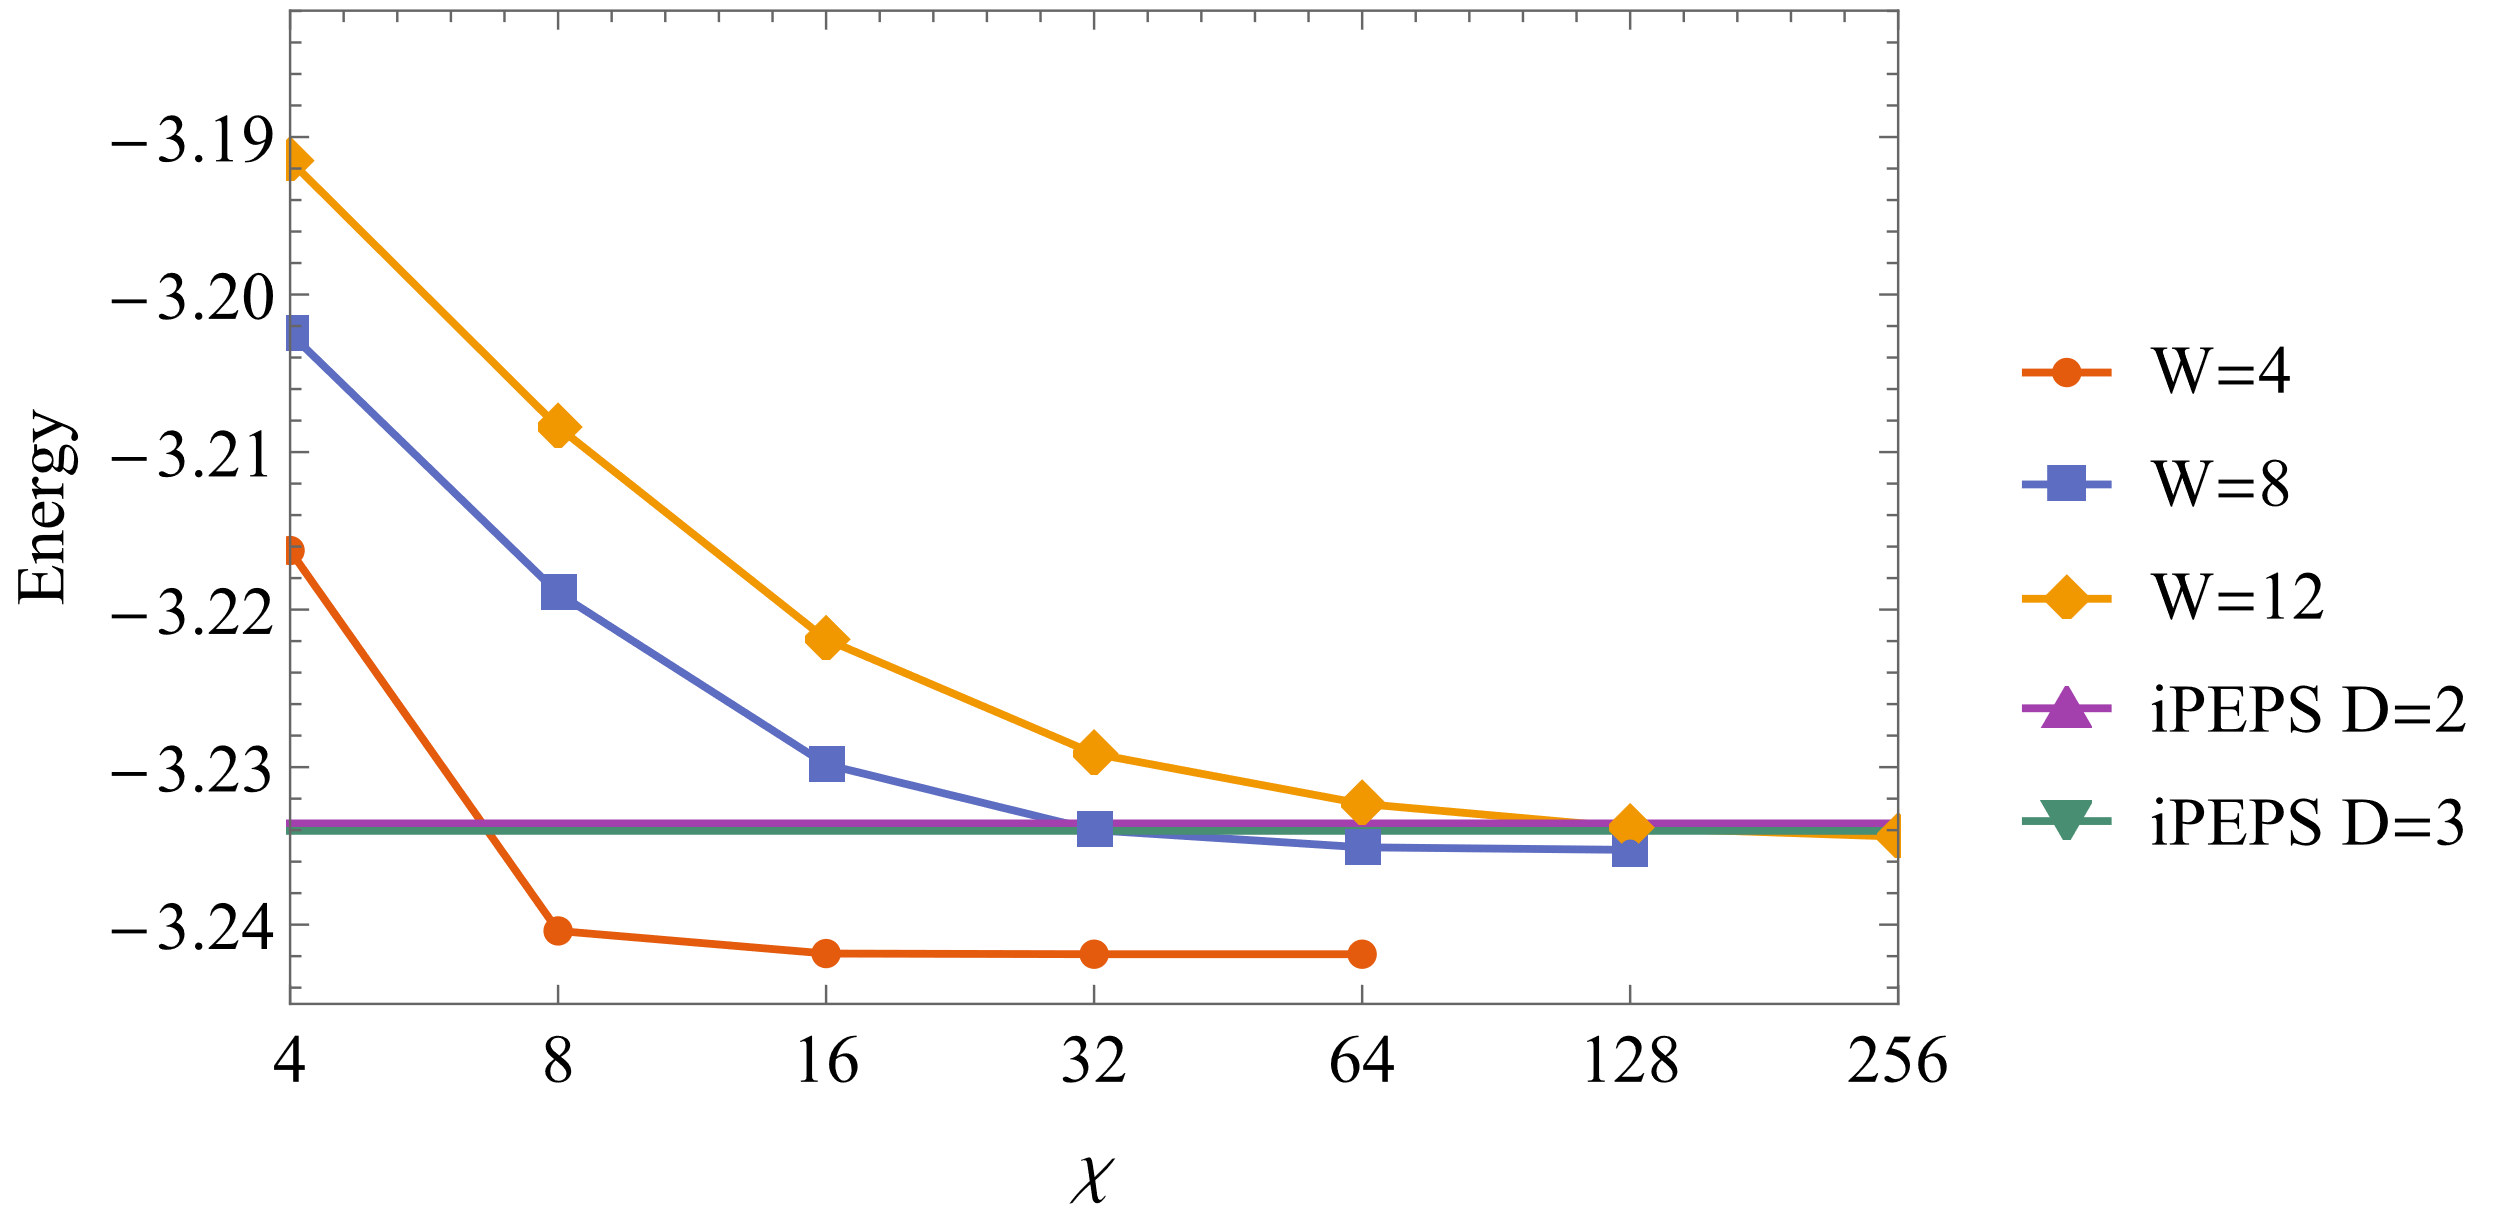 Energy
−3.19
−3.20
−3.21
−3.22
−3.23
−3.24
4 8 16 32 64 128 256
χ
W=4
W=8
W=12
iPEPS D=2
iPEPS D=3